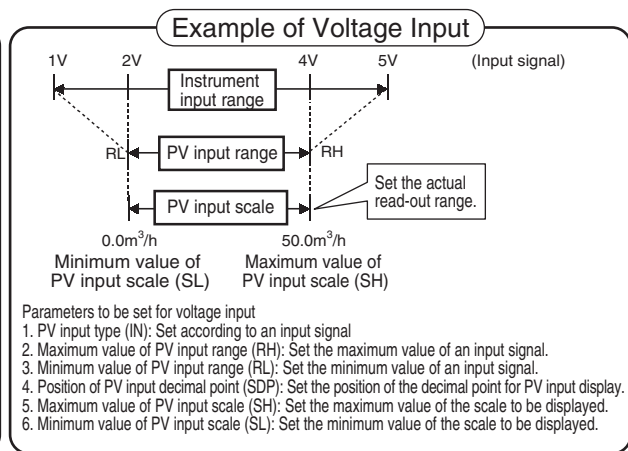 Example of Voltage Input
1V 2V 4V 5V (Input signal)
Instrument
input range
RL PV input range RH
PV input scale
Set the actual
read-out range.
0.0m³/h 50.0m³/h
Minimum value of
PV input scale (SL)
Maximum value of
PV input scale (SH)
Parameters to be set for voltage input
1. PV input type (IN): Set according to an input signal
2. Maximum value of PV input range (RH): Set the maximum value of an input signal.
3. Minimum value of PV input range (RL): Set the minimum value of an input signal.
4. Position of PV input decimal point (SDP): Set the position of the decimal point for PV input display.
5. Maximum value of PV input scale (SH): Set the maximum value of the scale to be displayed.
6. Minimum value of PV input scale (SL): Set the minimum value of the scale to be displayed.